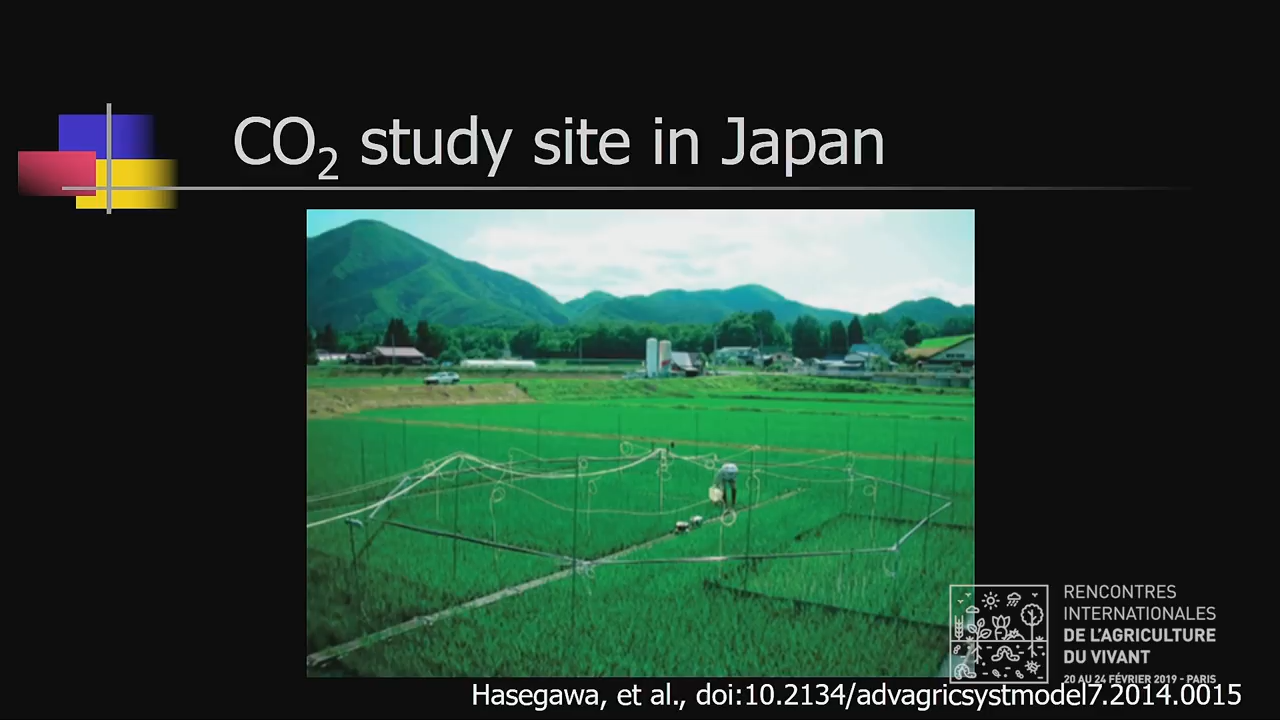 CO₂ study site in Japan
RENCONTRES
INTERNATIONALES
DE L'AGRICULTURE
DU VIVANT
20 AU 24 FÉVRIER 2019 - PARIS
Hasegawa, et al., doi:10.2134/advagricsystmodel7.2014.0015